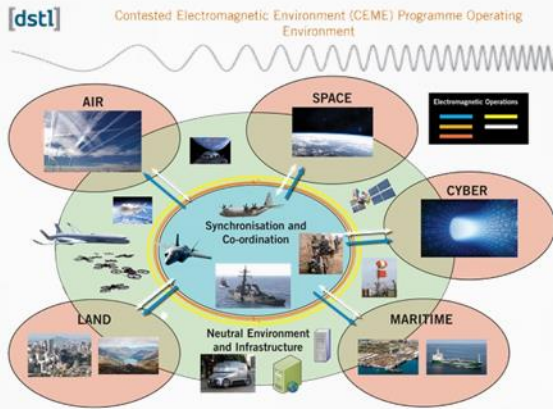 [dstl]
Contested Electromagnetic Environment (CEME) Programme Operating
Environment
AIR
SPACE
Electromagnetic Operations
CYBER
Synchronisation and
Co-ordination
LAND
Neutral Environment
and Infrastructure
MARITIME